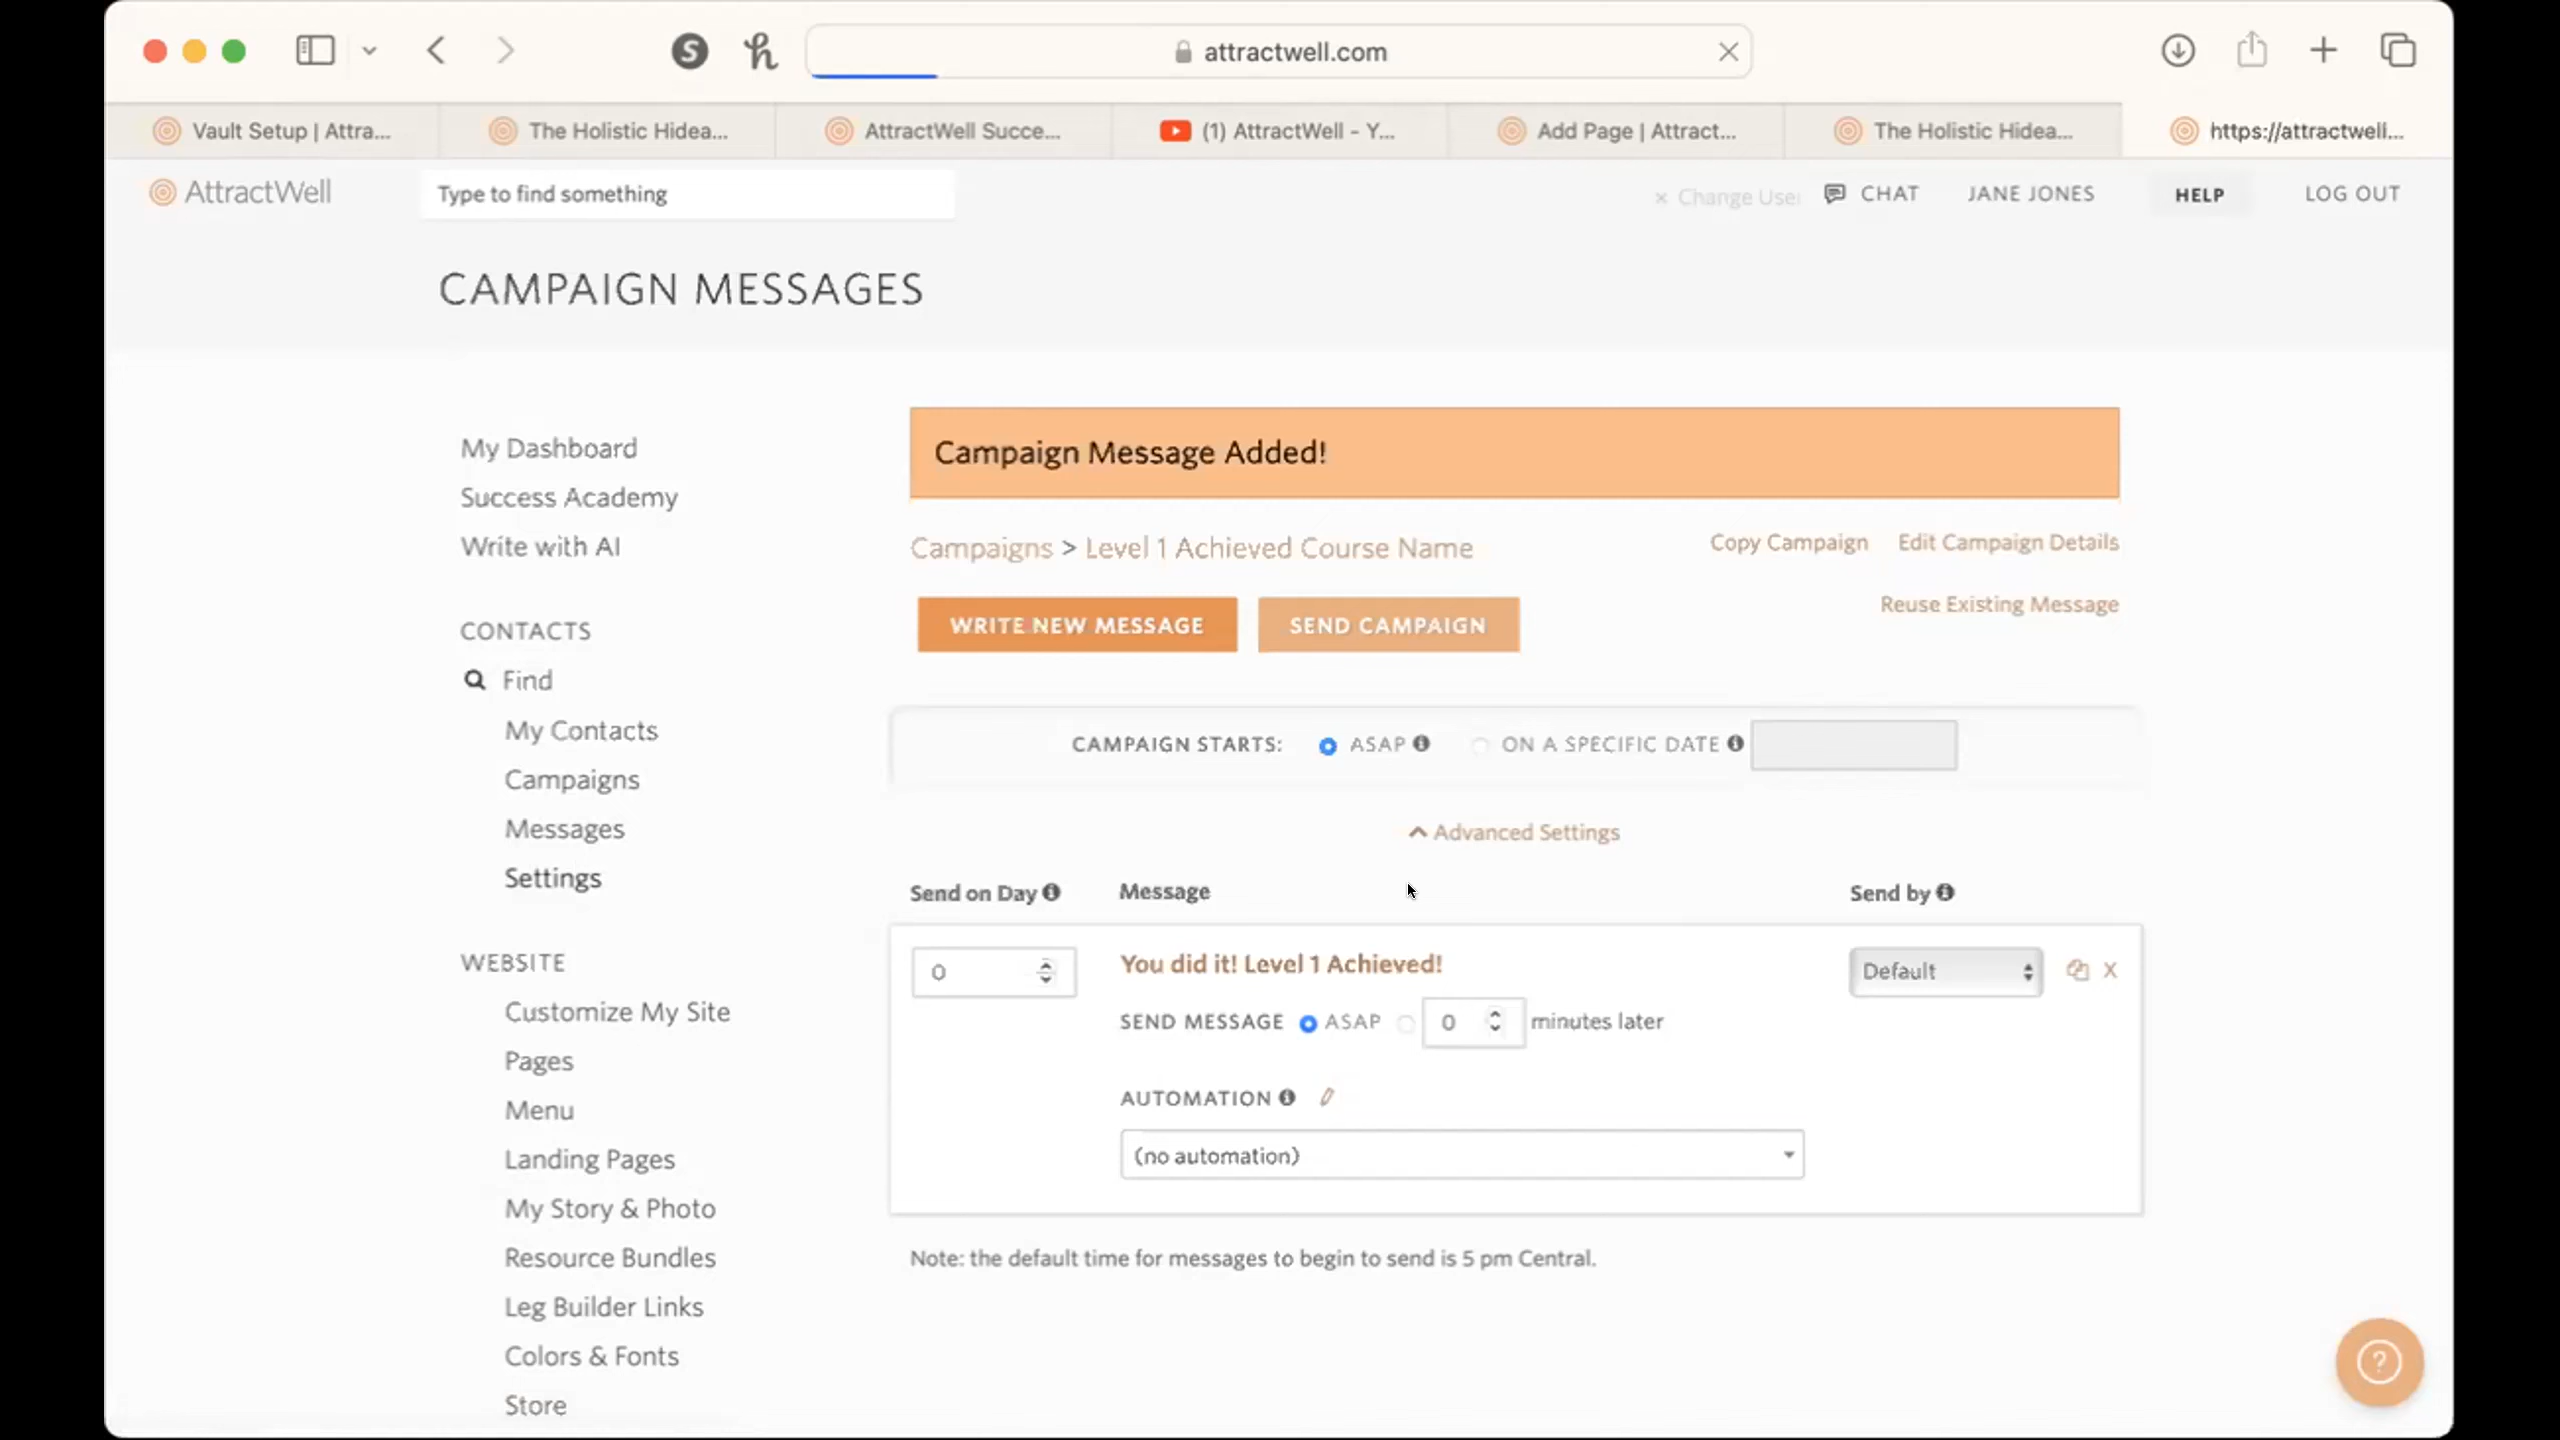 attractwell.com
Vault Setup | Attra...
The Holistic Hidea...
AttractWell Succe...
(1) AttractWell - Y...
Add Page | Attract...
The Holistic Hidea...
https://attractwell...
AttractWell
Type to find something
× Change User
CHAT
JANE JONES
HELP
LOG OUT
CAMPAIGN MESSAGES
My Dashboard
Success Academy
Write with AI
CONTACTS
Find
My Contacts
Campaigns
Messages
Settings
WEBSITE
Customize My Site
Pages
Menu
Landing Pages
My Story & Photo
Resource Bundles
Leg Builder Links
Colors & Fonts
Store
Campaign Message Added!
Campaigns > Level 1 Achieved Course Name
Copy Campaign
Edit Campaign Details
WRITE NEW MESSAGE
SEND CAMPAIGN
Reuse Existing Message
CAMPAIGN STARTS: ASAP ON A SPECIFIC DATE
Advanced Settings
Send on Day
Message
Send by
0
You did it! Level 1 Achieved!
Default
X
SEND MESSAGE ASAP 0 minutes later
AUTOMATION
(no automation)
Note: the default time for messages to begin to send is 5 pm Central.